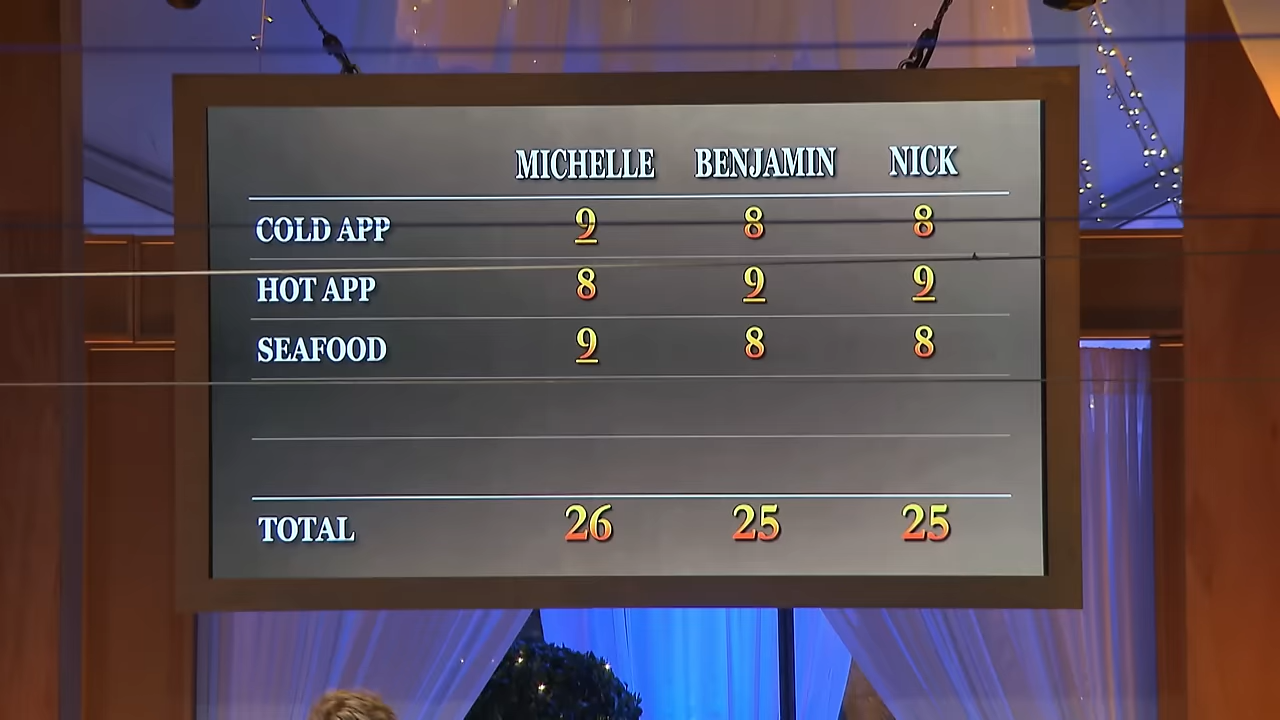 MICHELLE BENJAMIN NICK
COLD APP 9 8 8
HOT APP 8 9 9
SEAFOOD 9 8 8
TOTAL 26 25 25